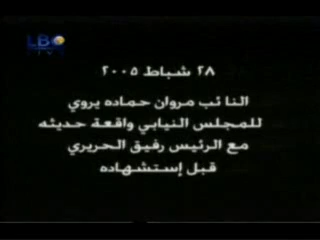 LBC
٢٨ شباط ٢٠٠٥
النائب مروان حماده يروي
للمجلس النيابي واقعة حديثه
مع الرئيس رفيق الحريري
قبل إستشهاده